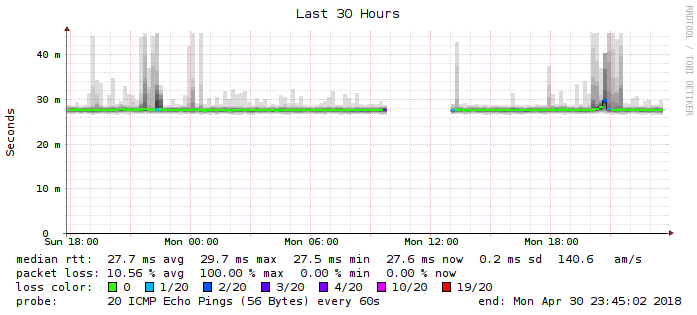 Last 30 Hours
RRDTOOL / TOBI OETIKER
Seconds
40 m
30 m
20 m
10 m
0
Sun 18:00 Mon 00:00 Mon 06:00 Mon 12:00 Mon 18:00
median rtt: 27.7 ms avg 29.7 ms max 27.5 ms min 27.6 ms now 0.2 ms sd 140.6 am/s
packet loss: 10.56 % avg 100.00 % max 0.00 % min 0.00 % now
loss color: 0 1/20 2/20 3/20 4/20 10/20 19/20
probe: 20 ICMP Echo Pings (56 Bytes) every 60s end: Mon Apr 30 23:45:02 2018